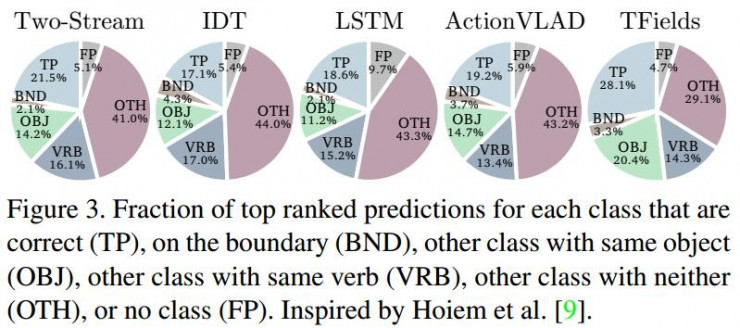 Two-Stream IDT LSTM ActionVLAD TFields
TP 21.5% FP 5.1% OTH 41.0% VRB 16.1% OBJ 14.2% BND 2.1%
TP 17.1% FP 5.4% OTH 44.0% VRB 17.0% OBJ 12.1% BND 4.3%
TP 18.6% FP 9.7% OTH 43.3% VRB 15.2% OBJ 11.2% BND 2.1%
TP 19.2% FP 5.9% OTH 43.2% VRB 13.4% OBJ 14.7% BND 3.7%
TP 28.1% FP 4.7% OTH 29.1% VRB 14.3% OBJ 20.4% BND 3.3%
Figure 3. Fraction of top ranked predictions for each class that are
correct (TP), on the boundary (BND), other class with same object
(OBJ), other class with same verb (VRB), other class with neither
(OTH), or no class (FP). Inspired by Hoiem et al. [9].